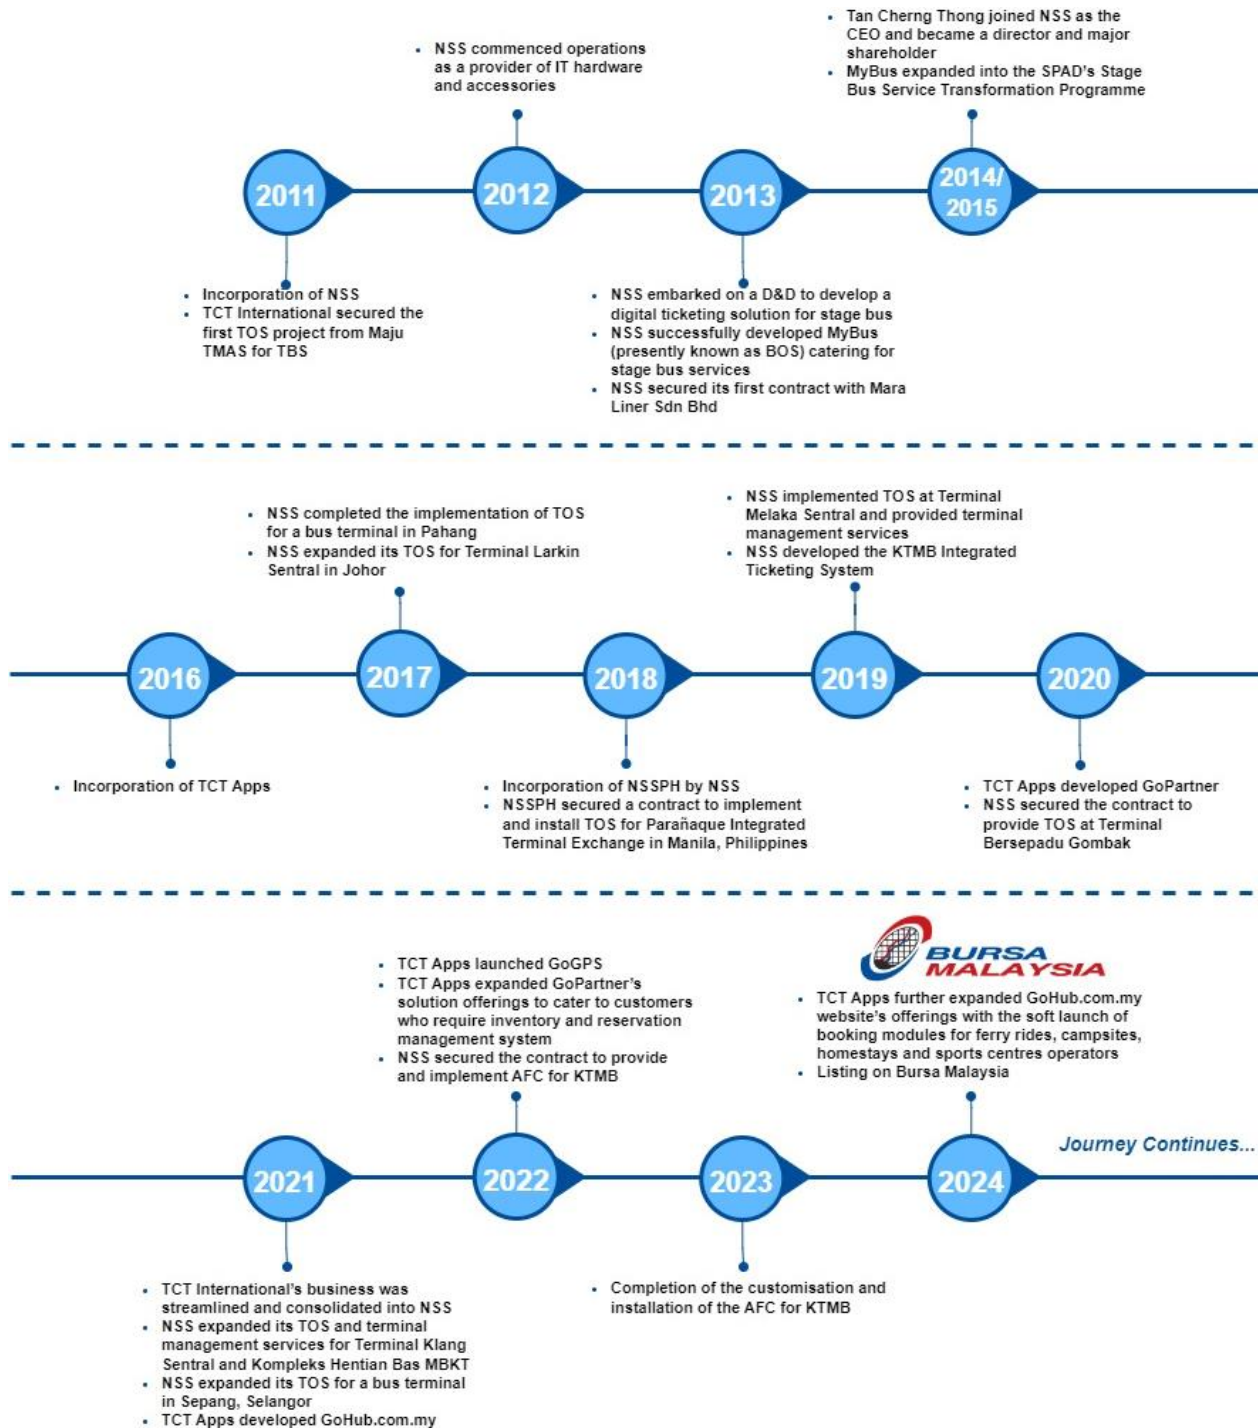 • Tan Cherng Thong joined NSS as the
CEO and became a director and major
shareholder
• MyBus expanded into the SPAD's Stage
Bus Service Transformation Programme
• NSS commenced operations
as a provider of IT hardware
and accessories
2011
2012
2013
2014/
2015
• Incorporation of NSS
• TCT International secured the
first TOS project from Maju
TMAS for TBS
• NSS embarked on a D&D to develop a
digital ticketing solution for stage bus
• NSS successfully developed MyBus
(presently known as BOS) catering for
stage bus services
• NSS secured its first contract with Mara
Liner Sdn Bhd
• NSS completed the implementation of TOS
for a bus terminal in Pahang
• NSS expanded its TOS for Terminal Larkin
Sentral in Johor
• NSS implemented TOS at Terminal
Melaka Sentral and provided terminal
management services
• NSS developed the KTMB Integrated
Ticketing System
2016
2017
2018
2019
2020
• Incorporation of TCT Apps
• Incorporation of NSSPH by NSS
• NSSPH secured a contract to implement
and install TOS for Parañaque Integrated
Terminal Exchange in Manila, Philippines
• TCT Apps developed GoPartner
• NSS secured the contract to
provide TOS at Terminal
Bersepadu Gombak
BURSA
MALAYSIA
• TCT Apps launched GoGPS
• TCT Apps expanded GoPartner's
solution offerings to cater to customers
who require inventory and reservation
management system
• NSS secured the contract to provide
and implement AFC for KTMB
• TCT Apps further expanded GoHub.com.my
website's offerings with the soft launch of
booking modules for ferry rides, campsites,
homestays and sports centres operators
• Listing on Bursa Malaysia
Journey Continues...
2021
2022
2023
2024
• TCT International's business was
streamlined and consolidated into NSS
• NSS expanded its TOS and terminal
management services for Terminal Klang
Sentral and Kompleks Hentian Bas MBKT
• NSS expanded its TOS for a bus terminal
in Sepang, Selangor
• TCT Apps developed GoHub.com.my
• Completion of the customisation and
installation of the AFC for KTMB